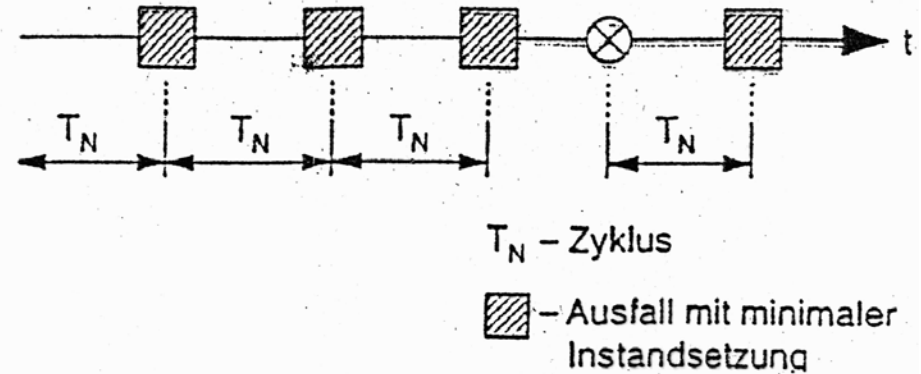 t
T_N T_N T_N T_N
T_N – Zyklus
– Ausfall mit minimaler
Instandsetzung